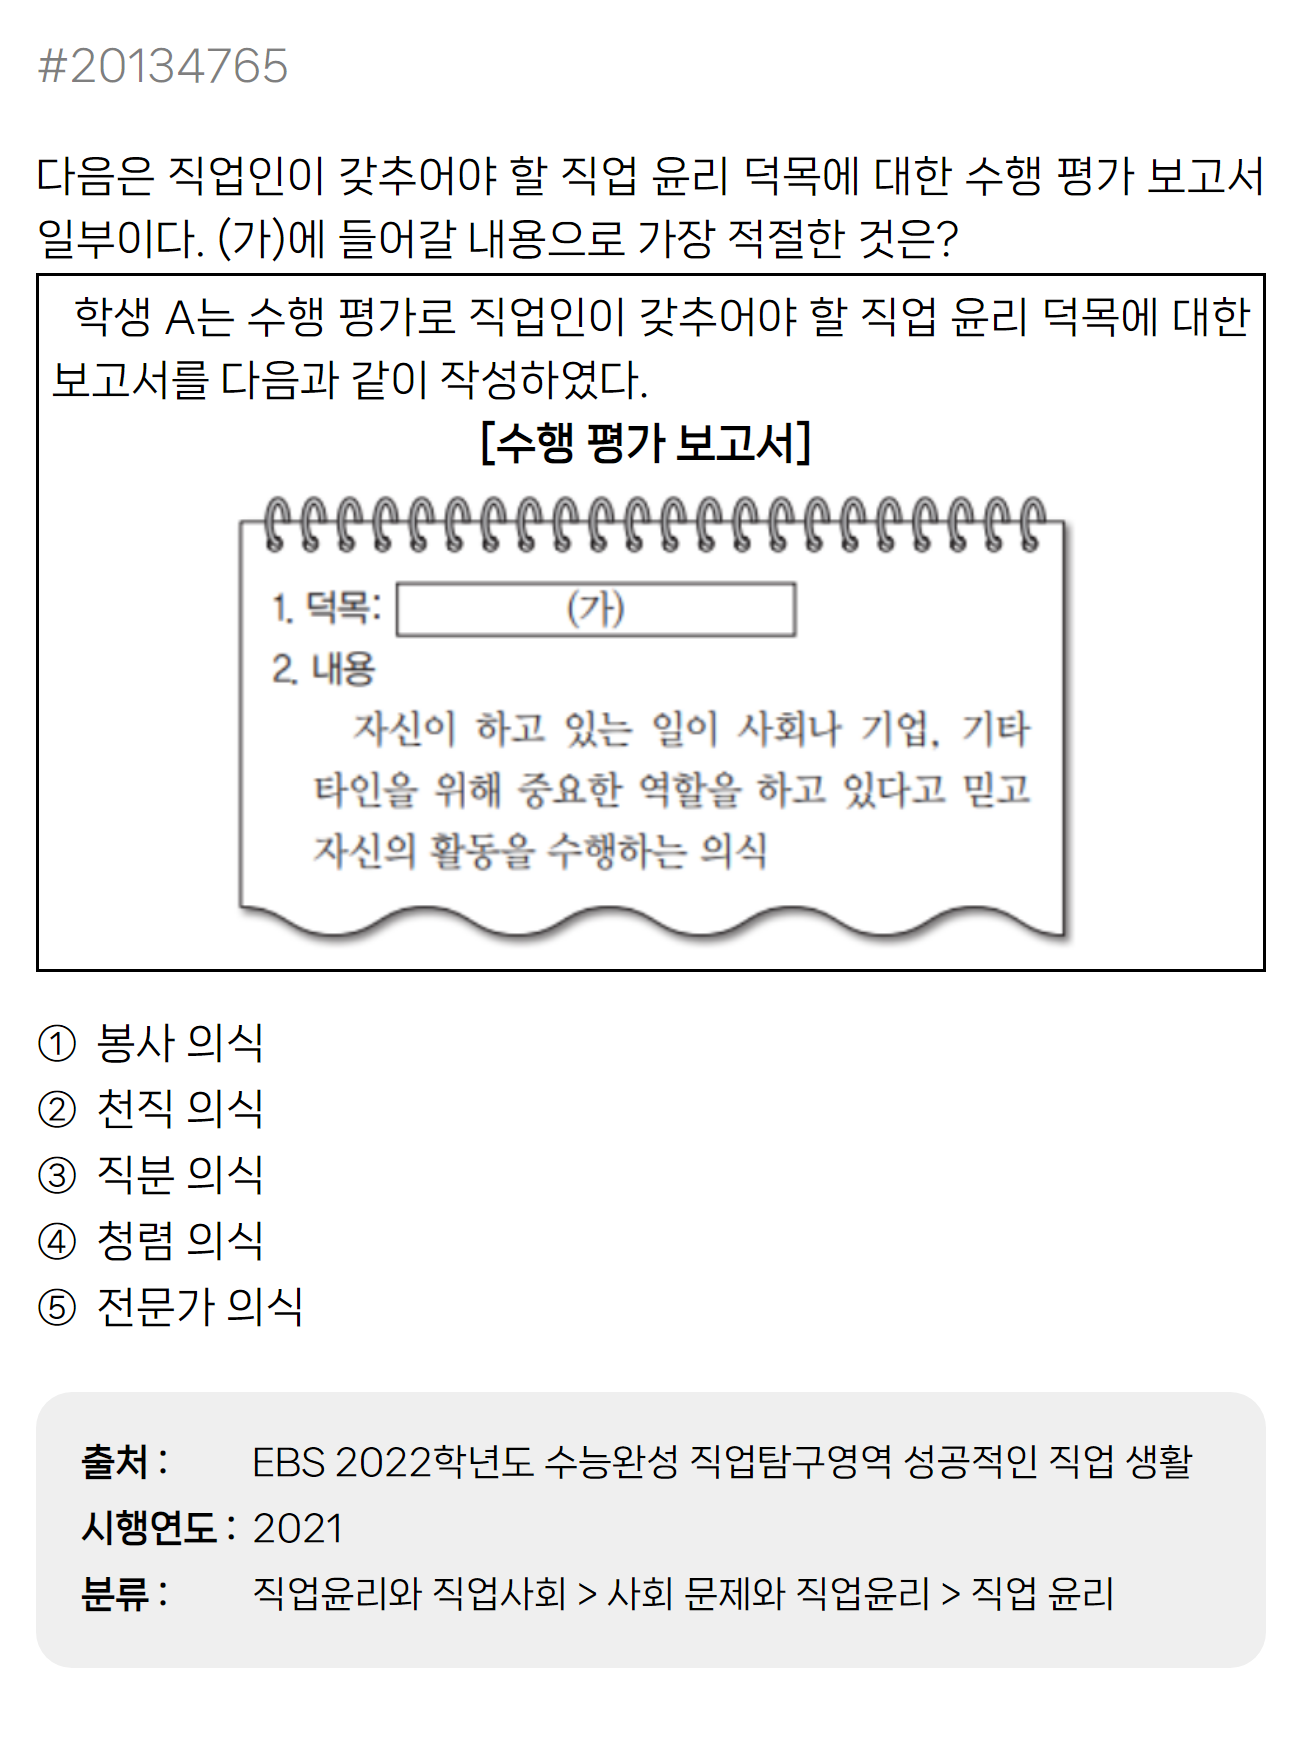 #20134765
다음은 직업인이 갖추어야 할 직업 윤리 덕목에 대한 수행 평가 보고서
일부이다. (가)에 들어갈 내용으로 가장 적절한 것은?
학생 A는 수행 평가로 직업인이 갖추어야 할 직업 윤리 덕목에 대한
보고서를 다음과 같이 작성하였다.
[수행 평가 보고서]
1. 덕목: (가)
2. 내용
자신이 하고 있는 일이 사회나 기업, 기타
타인을 위해 중요한 역할을 하고 있다고 믿고
자신의 활동을 수행하는 의식
① 봉사 의식
② 천직 의식
③ 직분 의식
④ 청렴 의식
⑤ 전문가 의식
출처 : EBS 2022학년도 수능완성 직업탐구영역 성공적인 직업 생활
시행연도 : 2021
분류 : 직업윤리와 직업사회 > 사회 문제와 직업윤리 > 직업 윤리